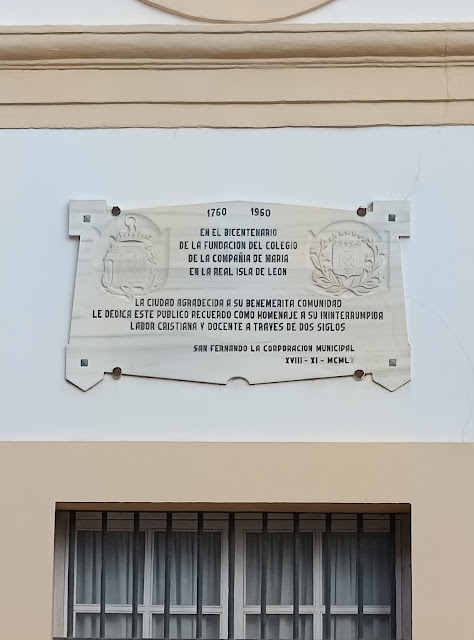 1760 1960
EN EL BICENTENARIO
DE LA FUNDACION DEL COLEGIO
DE LA COMPAÑIA DE MARIA
EN LA REAL ISLA DE LEON
LA CIUDAD AGRADECIDA A SU BENEMERITA COMUNIDAD
LE DEDICA ESTE PUBLICO RECUERDO COMO HOMENAJE A SU ININTERRUMPIDA
LABOR CRISTIANA Y DOCENTE A TRAVES DE DOS SIGLOS
SAN FERNANDO LA CORPORACION MUNICIPAL
XVIII - XI - MCMLX